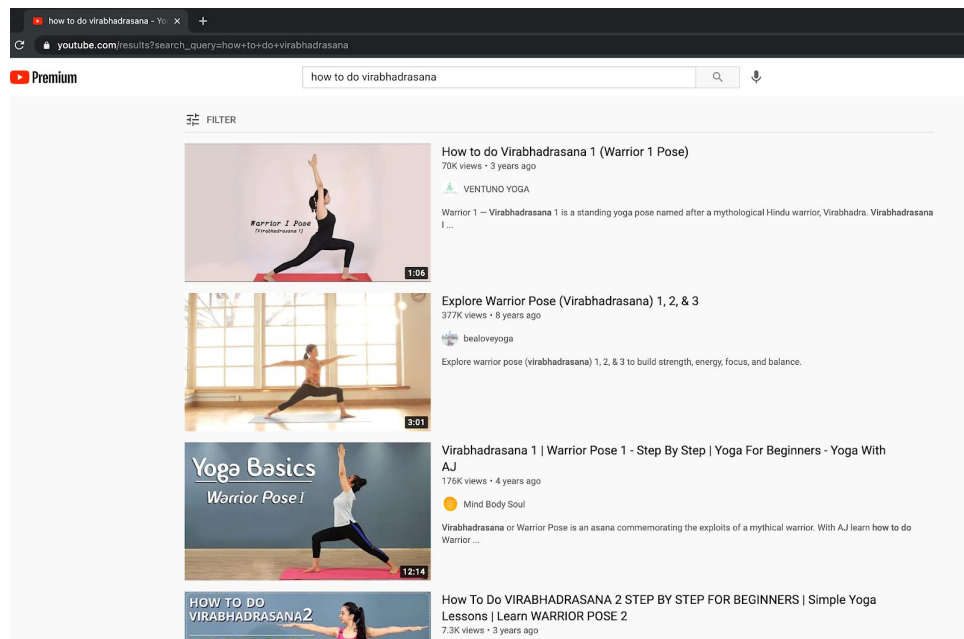 how to do virabhadrasana - Yo
youtube.com/results?search_query=how+to+do+virabhadrasana
Premium
how to do virabhadrasana
FILTER
Warrior I Pose
(Virabhadrasana 1)
1:06
How to do Virabhadrasana 1 (Warrior 1 Pose)
70K views • 3 years ago
VENTUNO YOGA
Warrior 1 — Virabhadrasana 1 is a standing yoga pose named after a mythological Hindu warrior, Virabhadra. Virabhadrasana
I ...
3:01
Explore Warrior Pose (Virabhadrasana) 1, 2, & 3
377K views • 8 years ago
bealoveyoga
Explore warrior pose (virabhadrasana) 1, 2, & 3 to build strength, energy, focus, and balance.
Yoga Basics
Warrior Pose I
12:14
Virabhadrasana 1 | Warrior Pose 1 - Step By Step | Yoga For Beginners - Yoga With
AJ
176K views • 4 years ago
Mind Body Soul
Virabhadrasana or Warrior Pose is an asana commemorating the exploits of a mythical warrior. With AJ learn how to do
Warrior ...
HOW TO DO
VIRABHADRASANA2
How To Do VIRABHADRASANA 2 STEP BY STEP FOR BEGINNERS | Simple Yoga
Lessons | Learn WARRIOR POSE 2
7.3K views • 3 years ago